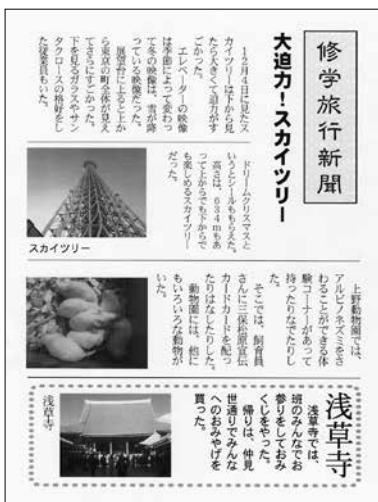 修学旅行新聞
大迫力!スカイツリー
１２月４日に見たス
カイツリーは下から見
たら大きくて迫力がす
ごかった。
エレベーターの映像
は季節によって変わっ
て冬の映像は、雪が降
っている映像だった。
展望台に上ると上か
ら東京の町全体が見え
てさらにすごかった。
下を見るガラスやサン
タクロースの格好をし
た従業員もいた。
ドリームクリスマスと
いうとシールももらえた。
高さは、６３４ｍもあ
って上からでも下からで
も楽しめるスカイツリー
だった。
スカイツリー
上野動物園では、
アルビノネズミをさ
わることができる体
験コーナーがあって
持ったりなでたりし
た。
そこでは、飼育員
さんに三保松原宣伝
カードカードを配っ
たりはなしたりした。
動物園には、他に
もいろいろな動物が
いた。
浅草寺
浅草寺では、
班のみんなでお
参りをしておみ
くじをやった。
帰りは、仲見
世通りでみんな
へのおみやげを
買った。
浅草寺